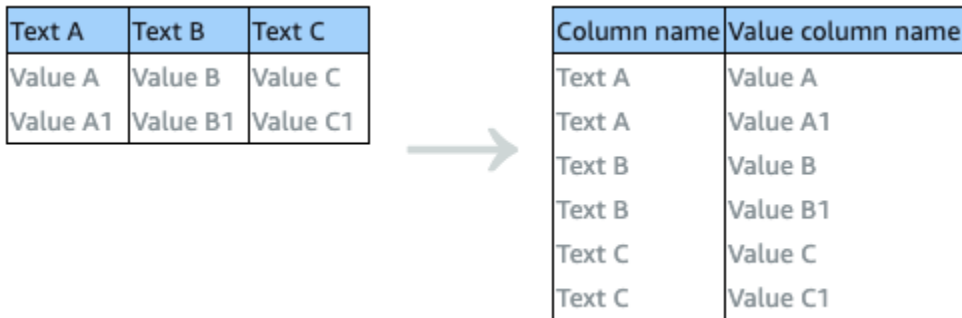 Text A Text B Text C
Value A Value B Value C
Value A1 Value B1 Value C1
Column name Value column name
Text A Value A
Text A Value A1
Text B Value B
Text B Value B1
Text C Value C
Text C Value C1